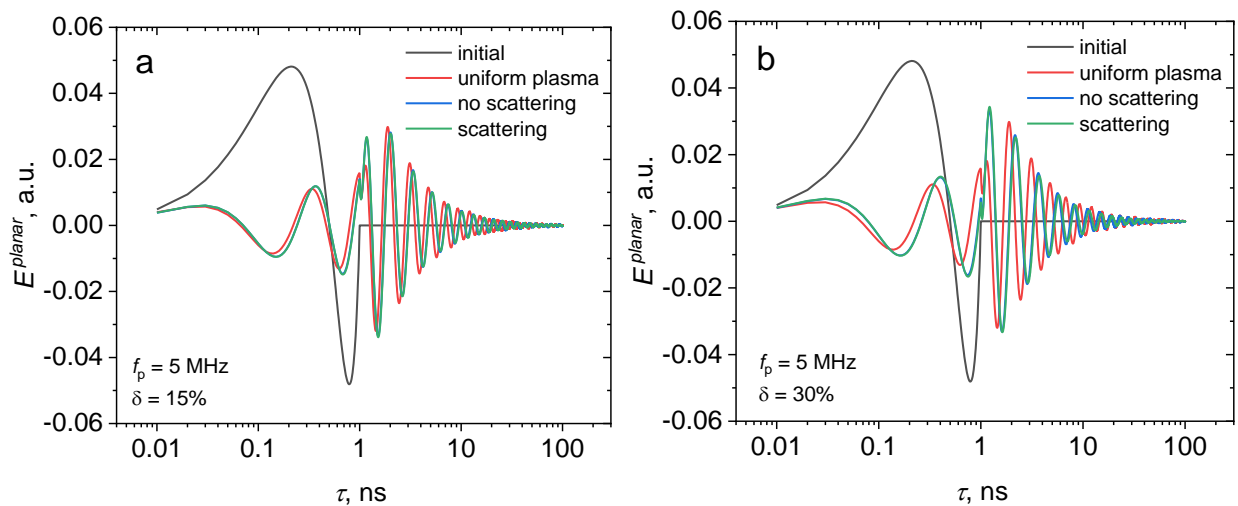 a
initial
uniform plasma
no scattering
scattering
0.06
0.04
0.02
0.00
-0.02
-0.04
-0.06
E^planar, a.u.
f_p = 5 MHz
δ = 15%
0.01 0.1 1 10 100
τ, ns
b
initial
uniform plasma
no scattering
scattering
0.06
0.04
0.02
0.00
-0.02
-0.04
-0.06
E^planar, a.u.
f_p = 5 MHz
δ = 30%
0.01 0.1 1 10 100
τ, ns